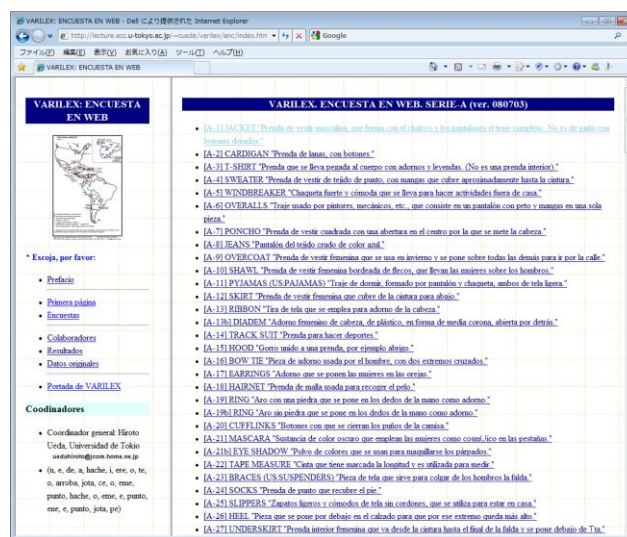 VARILEX: ENCUESTA EN WEB - Dell により提供された Internet Explorer
http://lecture.ecc.u-tokyo.ac.jp/~cueda/varilex/enc/index.htm
Google
ファイル(F) 編集(E) 表示(V) お気に入り(A) ツール(T) ヘルプ(H)
VARILEX: ENCUESTA EN WEB
VARILEX: ENCUESTA
EN WEB
* Escoja, por favor:
Prefacio
Primera página
Encuestas
Colaboradores
Resultados
Datos originales
Portada de VARILEX
Coodinadores
Coordinador general: Hiroto
Ueda, Universidad de Tokio
uedahiroto@jcom.home.ne.jp
(u, e, de, a, hache, i, ere, o, te,
o, arroba, jota, ce, o, eme,
punto, hache, o, eme, e, punto,
ene, e, punto, jota, pe)
VARILEX. ENCUESTA EN WEB. SERIE-A (ver. 080703)
[A-1] JACKET "Prenda de vestir masculina, que forma con el chaleco y los pantalones el traje completo. No es de paño con
botones dorados."
[A-2] CARDIGAN "Prenda de lanas, con botones."
[A-3] T-SHIRT "Prenda que se lleva pegada al cuerpo con adornos y leyendas. (No es una prenda interior)."
[A-4] SWEATER "Prenda de vestir de tejido de punto, con mangas que cubre aproximadamente hasta la cintura."
[A-5] WINDBREAKER "Chaqueta fuerte y cómoda que se lleva para hacer actividades fuera de casa."
[A-6] OVERALLS "Traje usado por pintores, mecánicos, etc., que consiste en un pantalón con peto y mangas en una sola
pieza."
[A-7] PONCHO "Prenda de vestir cuadrada con una abertura en el centro por la que se mete la cabeza."
[A-8] JEANS "Pantalón del tejido crudo de color azul."
[A-9] OVERCOAT "Prenda de vestir femenina que se usa en invierno y se pone sobre todas las demás para ir por la calle."
[A-10] SHAWL "Prenda de vestir femenina bordeada de flecos, que llevan las mujeres sobre los hombros."
[A-11] PYJAMAS (US:PAJAMAS) "Traje de dormir, formado por pantalón y chaqueta, ambos de tela ligera."
[A-12] SKIRT "Prenda de vestir femenina que cubre de la cintura para abajo."
[A-13] RIBBON "Tira de tela que se emplea para adorno de la cabeza."
[A-13b] DIADEM "Adorno femenino de cabeza, de plástico, en forma de media corona, abierta por detrás."
[A-14] TRACK SUIT "Prenda para hacer deportes."
[A-15] HOOD "Gorro unido a una prenda, por ejemplo abrigo."
[A-16] BOW TIE "Pieza de adorno usada por el hombre, con dos extremos cruzados."
[A-17] EARRINGS "Adorno que se ponen las mujeres en las orejas."
[A-18] HAIRNET "Prenda de malla usada para recoger el pelo."
[A-19] RING "Aro con una piedra que se pone en los dedos de la mano como adorno."
[A-19b] RING "Aro sin piedra que se pone en los dedos de la mano como adorno."
[A-20] CUFFLINKS "Botones con que se cierran los puños de la camisa."
[A-21] MASCARA "Sustancia de color oscuro que emplean las mujeres como cosmUico en las pestañas."
[A-21b] EYE SHADOW "Polvo de colores que se usan para maquillarse los párpados."
[A-22] TAPE MEASURE "Cinta que tiene marcada la longitud y es utilizada para medir."
[A-23] BRACES (US:SUSPENDERS) "Pieza de tela que sirve para colgar de los hombros la falda."
[A-24] SOCKS "Prenda de punto que recubre el pie."
[A-25] SLIPPERS "Zapatos ligeros y cómodos de tela sin cordones, que se utiliza para estar en casa."
[A-26] HEEL "Pieza que se pone por debajo en el calzado para que por ese extremo queda más alto."
[A-27] UNDERSKIRT "Prenda interior femenina que va desde la cintura hasta el final de la falda y se pone debajo de Tta."